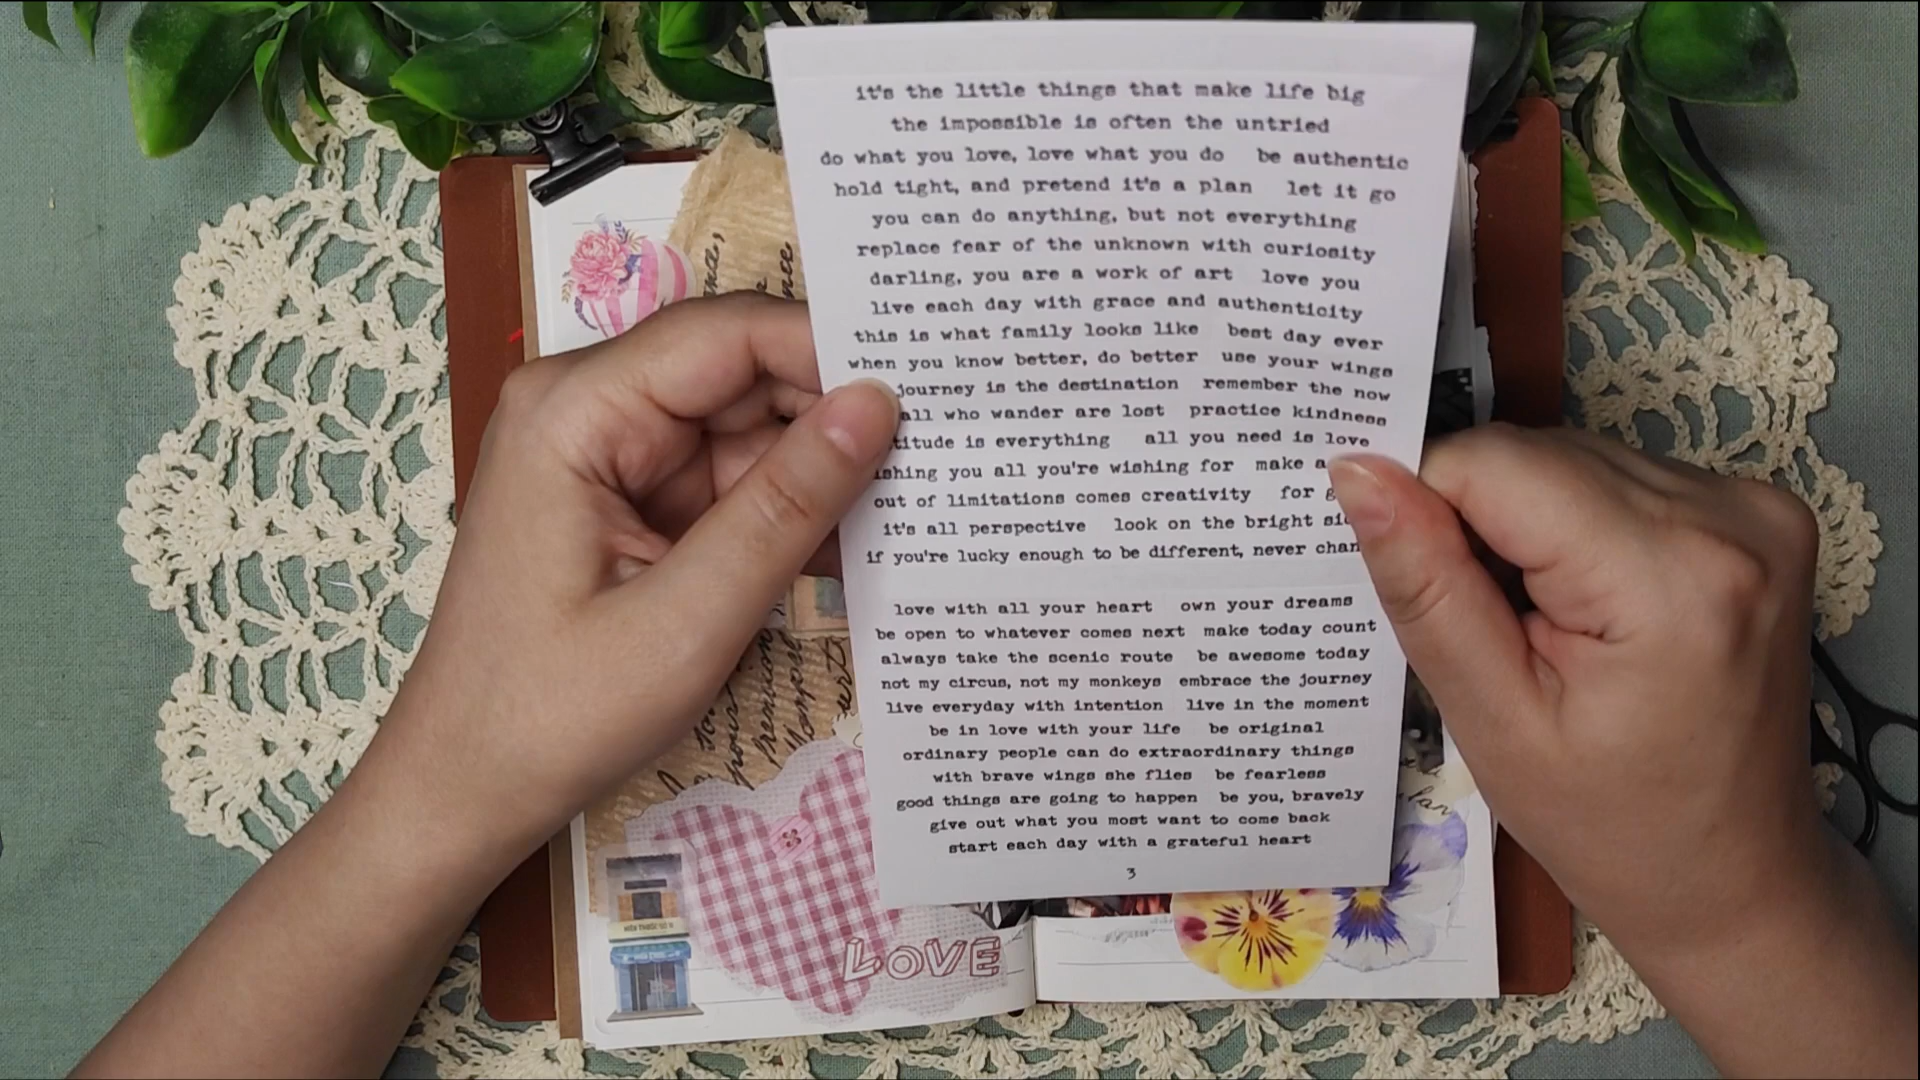 it's the little things that make life big
the impossible is often the untried
do what you love, love what you do be authentic
hold tight, and pretend it's a plan let it go
you can do anything, but not everything
replace fear of the unknown with curiosity
darling, you are a work of art love you
live each day with grace and authenticity
this is what family looks like best day ever
when you know better, do better use your wings
journey is the destination remember the now
all who wander are lost practice kindness
titude is everything all you need is love
ishing you all you're wishing for make a
out of limitations comes creativity for g
it's all perspective look on the bright si
if you're lucky enough to be different, never chan
love with all your heart own your dreams
be open to whatever comes next make today count
always take the scenic route be awesome today
not my circus, not my monkeys embrace the journey
live everyday with intention live in the moment
be in love with your life be original
ordinary people can do extraordinary things
with brave wings she flies be fearless
good things are going to happen be you, bravely
give out what you most want to come back
start each day with a grateful heart
3
LOVE